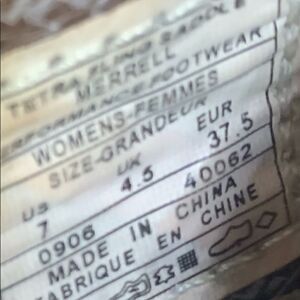 TETRA SLING SADDLE
MERRELL
PERFORMANCE FOOTWEAR
WOMENS-FEMMES
SIZE-GRANDEUR
US UK EUR
7 4.5 37.5
0906 40062
MADE IN CHINA
FABRIQUE EN CHINE